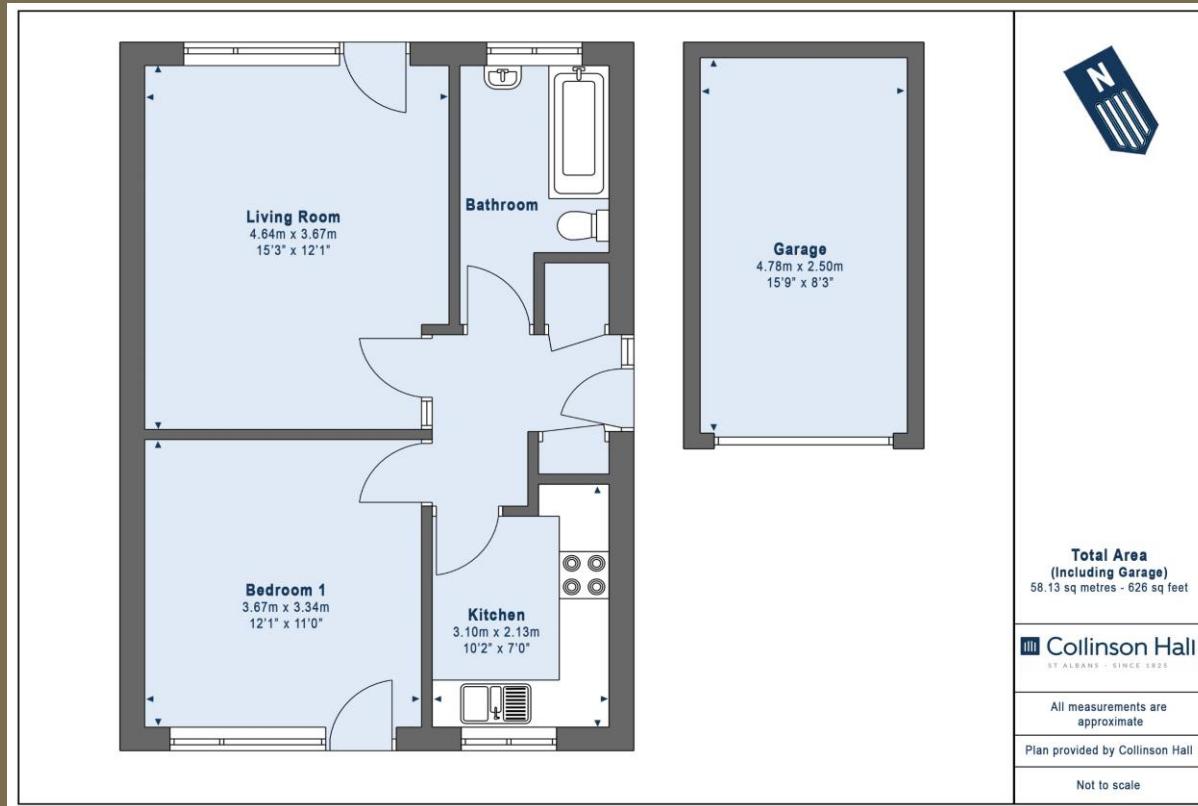 Living Room
4.64m x 3.67m
15'3" x 12'1"
Bathroom
Garage
4.78m x 2.50m
15'9" x 8'3"
Bedroom 1
3.67m x 3.34m
12'1" x 11'0"
Kitchen
3.10m x 2.13m
10'2" x 7'0"
N
Total Area
(Including Garage)
58.13 sq metres - 626 sq feet
Collinson Hall
ST ALBANS - SINCE 1825
All measurements are
approximate
Plan provided by Collinson Hall
Not to scale